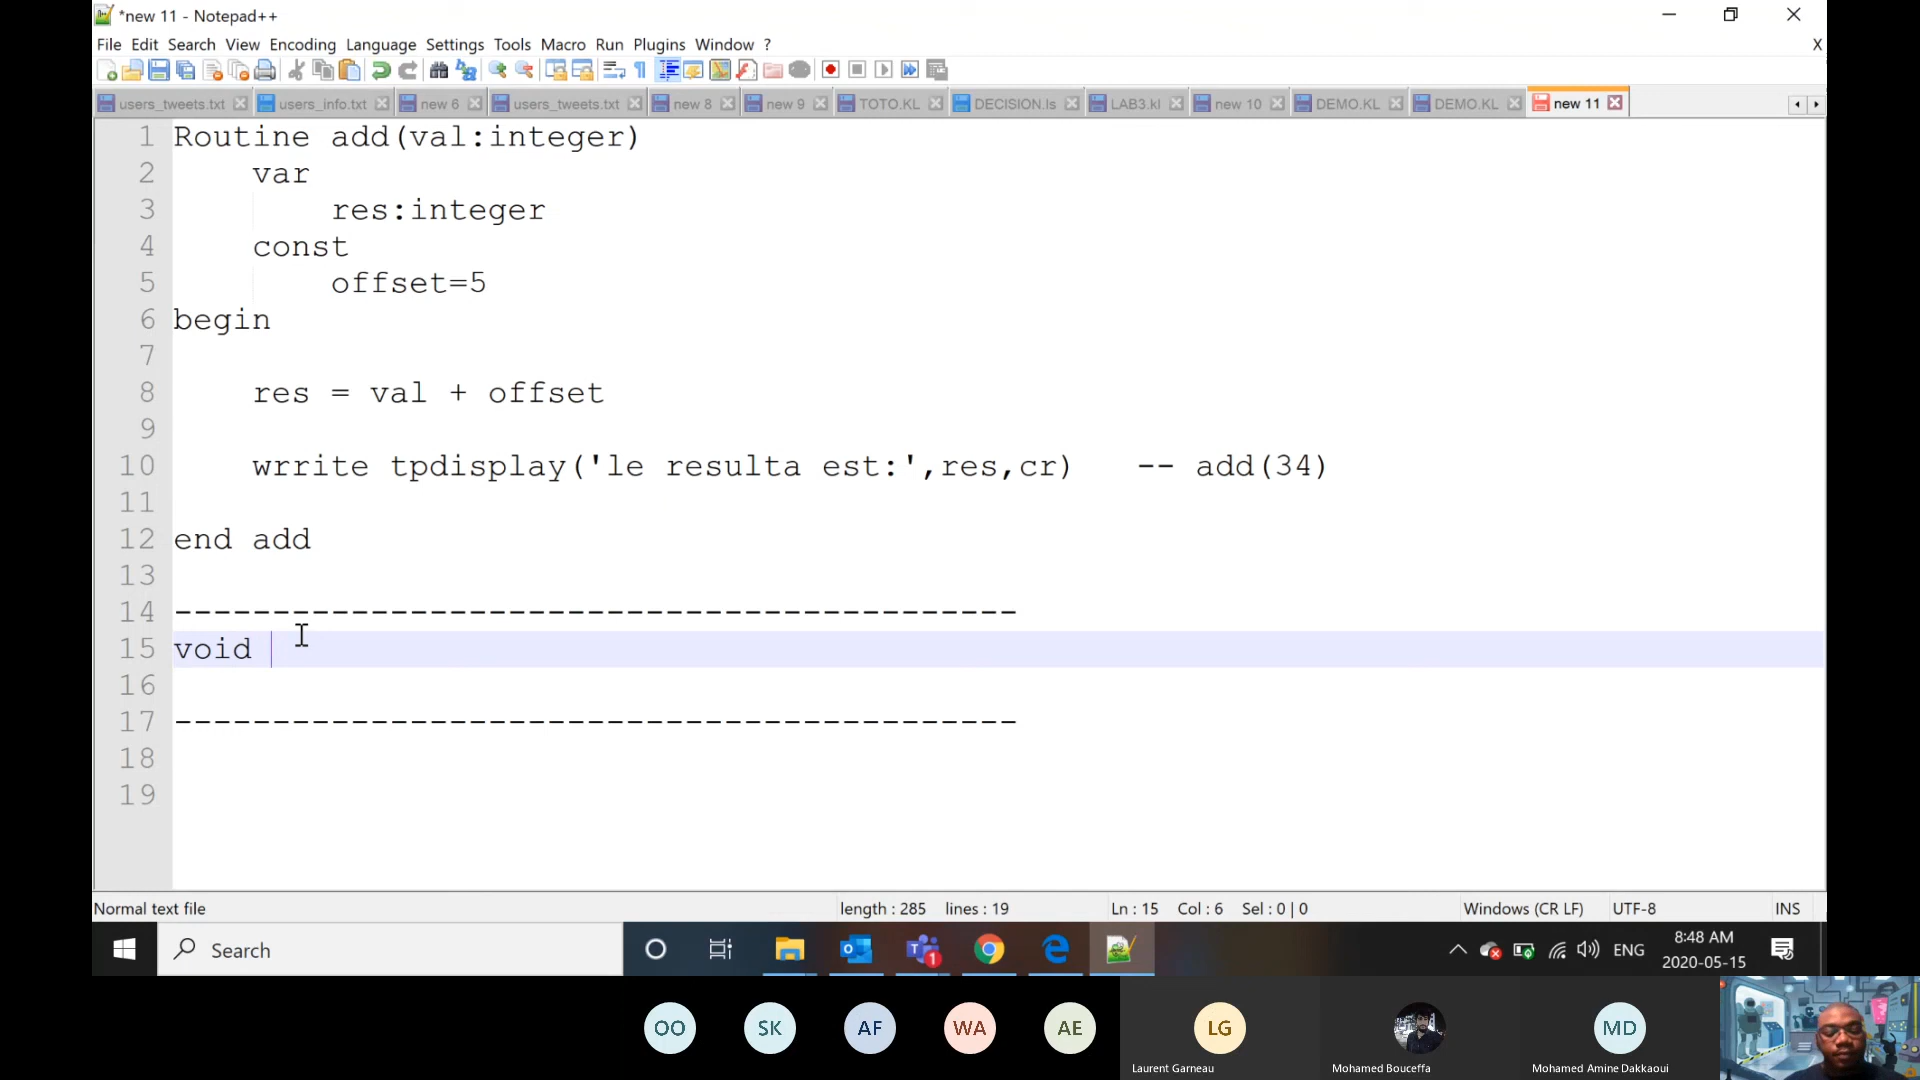 *new 11 - Notepad++
File Edit Search View Encoding Language Settings Tools Macro Run Plugins Window ? X
users_tweets.txt users_info.txt new 6 users_tweets.txt new 8 new 9 TOTO.KL DECISION.ls LAB3.kl new 10 DEMO.KL DEMO.KL new 11
1 Routine add(val:integer)
2 var
3 res:integer
4 const
5 offset=5
6 begin
7
8 res = val + offset
9
10 wrrite tpdisplay('le resulta est:',res,cr) -- add(34)
11
12 end add
13
14 -------------------------------------------
15 void
16
17 -------------------------------------------
18
19
Normal text file length : 285 lines : 19 Ln : 15 Col : 6 Sel : 0 | 0 Windows (CR LF) UTF-8 INS
Search 1 ENG 8:48 AM
2020-05-15
OO SK AF WA AE LG MD
Laurent Garneau Mohamed Bouceffa Mohamed Amine Dakkaoui